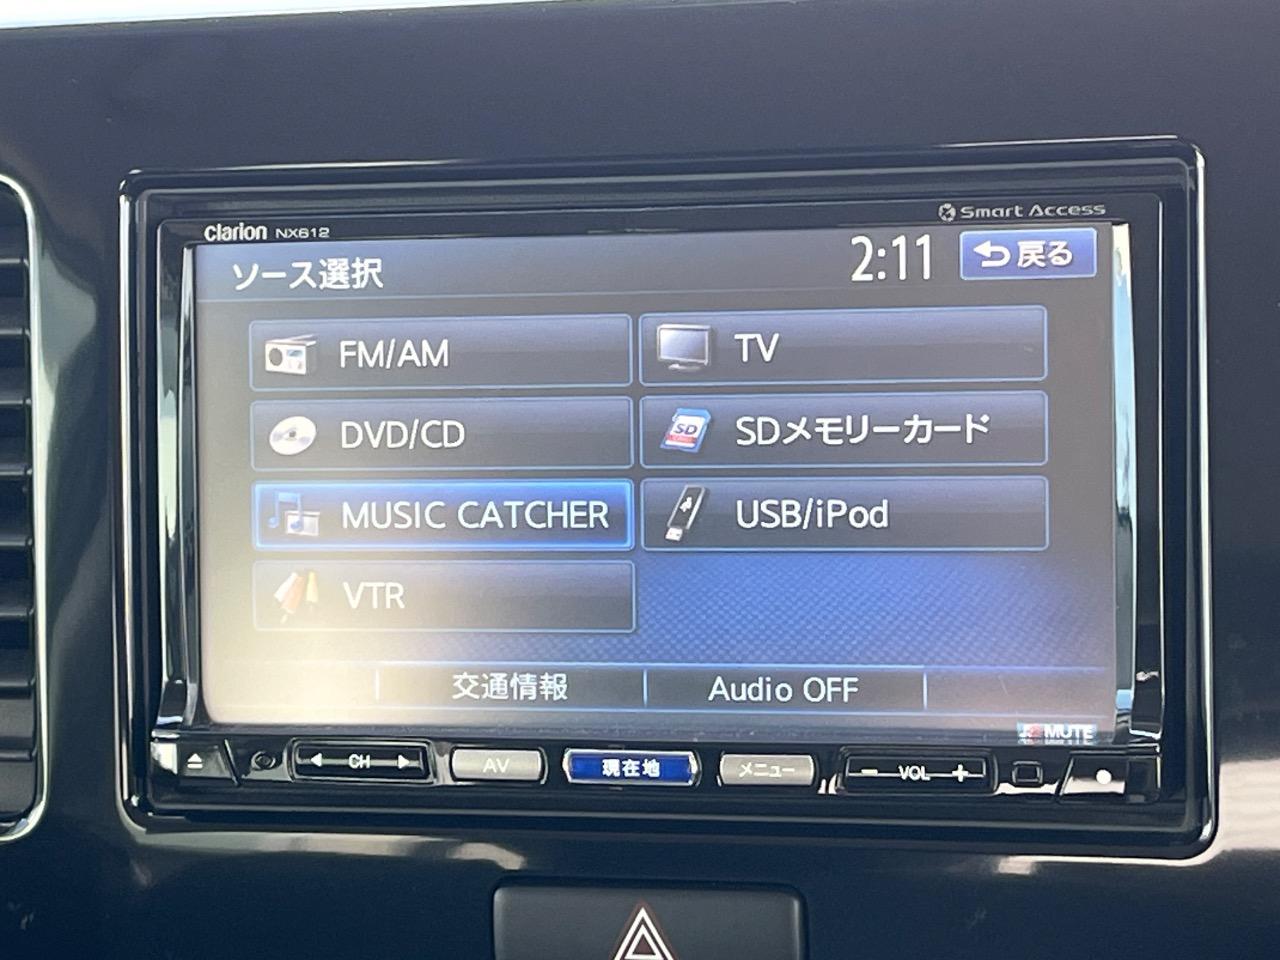 clarion NX612
Smart Access
ソース選択
2:11
戻る
FM/AM
TV
DVD/CD
SD
SDメモリーカード
MUSIC CATCHER
USB/iPod
VTR
交通情報
Audio OFF
MUTE
CH
AV
現在地
メニュー
− VOL +